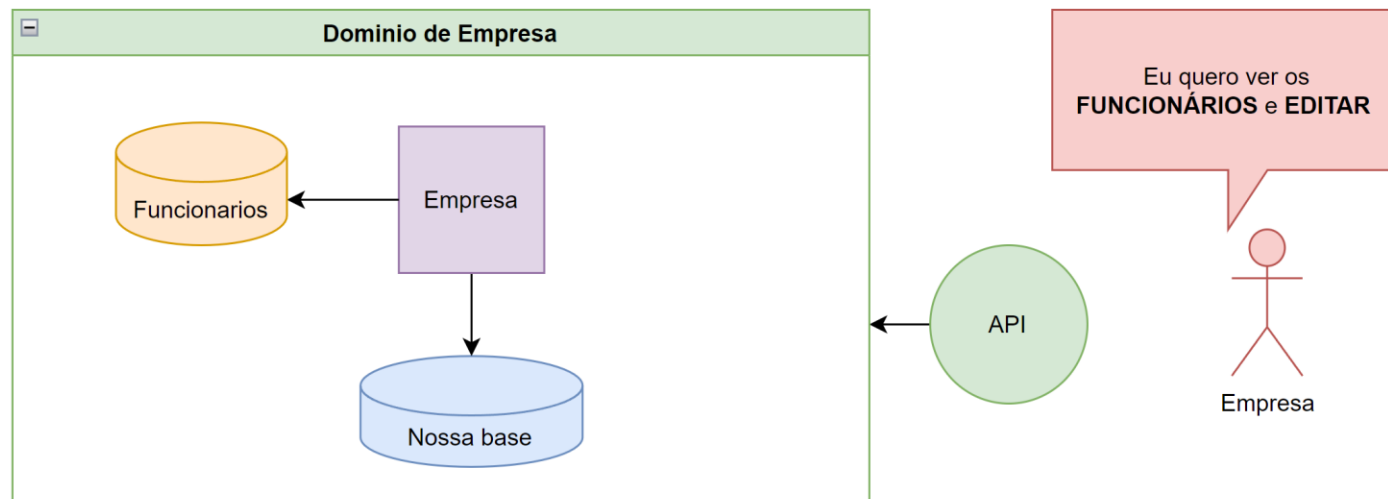 Dominio de Empresa
Eu quero ver os
FUNCIONÁRIOS e EDITAR
Funcionarios
Empresa
API
Empresa
Nossa base